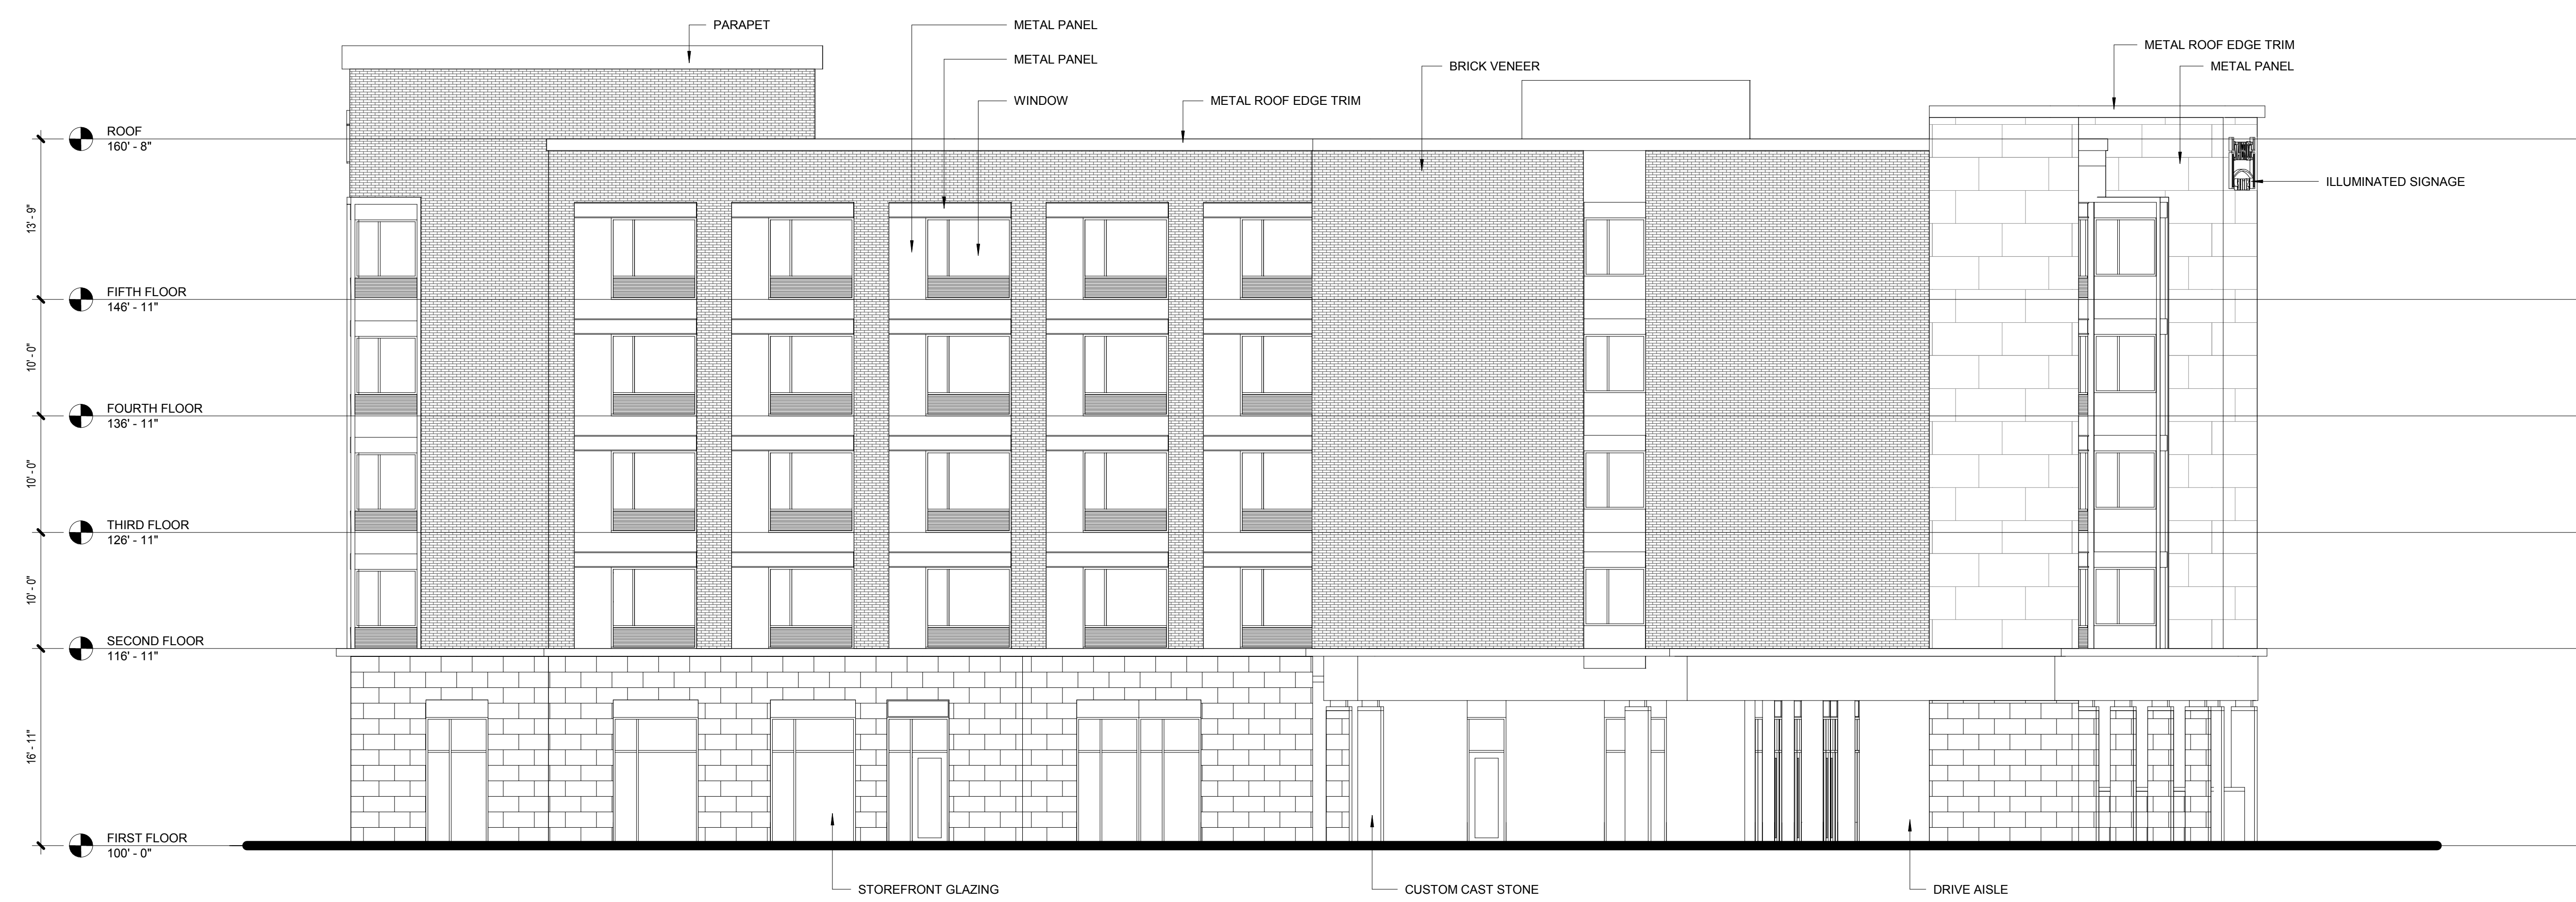 PARAPET
METAL PANEL
METAL PANEL
WINDOW
METAL ROOF EDGE TRIM
BRICK VENEER
METAL ROOF EDGE TRIM
METAL PANEL
ILLUMINATED SIGNAGE
ROOF
160' - 8"
13' - 9"
FIFTH FLOOR
146' - 11"
10' - 0"
FOURTH FLOOR
136' - 11"
10' - 0"
THIRD FLOOR
126' - 11"
10' - 0"
SECOND FLOOR
116' - 11"
16' - 11"
FIRST FLOOR
100' - 0"
STOREFRONT GLAZING
CUSTOM CAST STONE
DRIVE AISLE